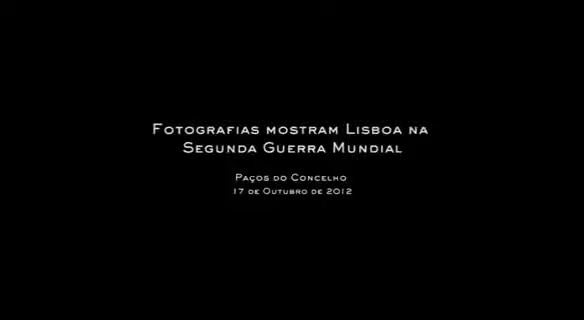 Fotografias mostram Lisboa na
Segunda Guerra Mundial
Paços do Concelho
17 de Outubro de 2012